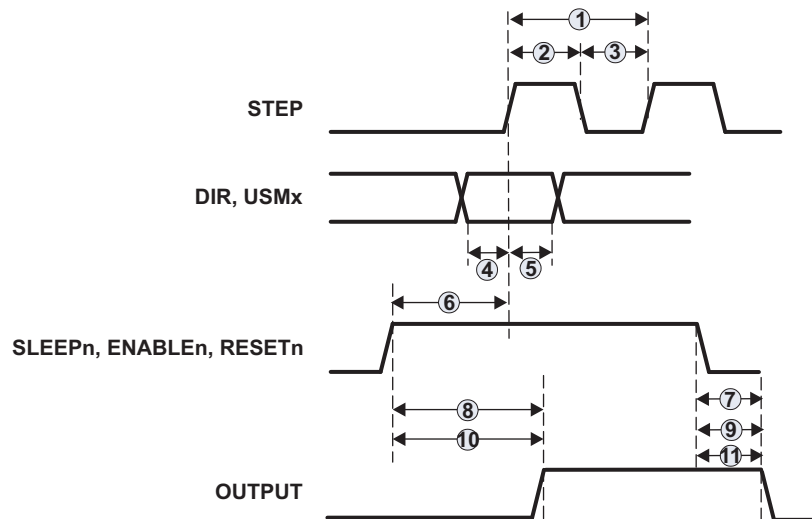 1
2 3
STEP
DIR, USMx
4 5
6
SLEEPn, ENABLEn, RESETn
7
8
9
10
11
OUTPUT